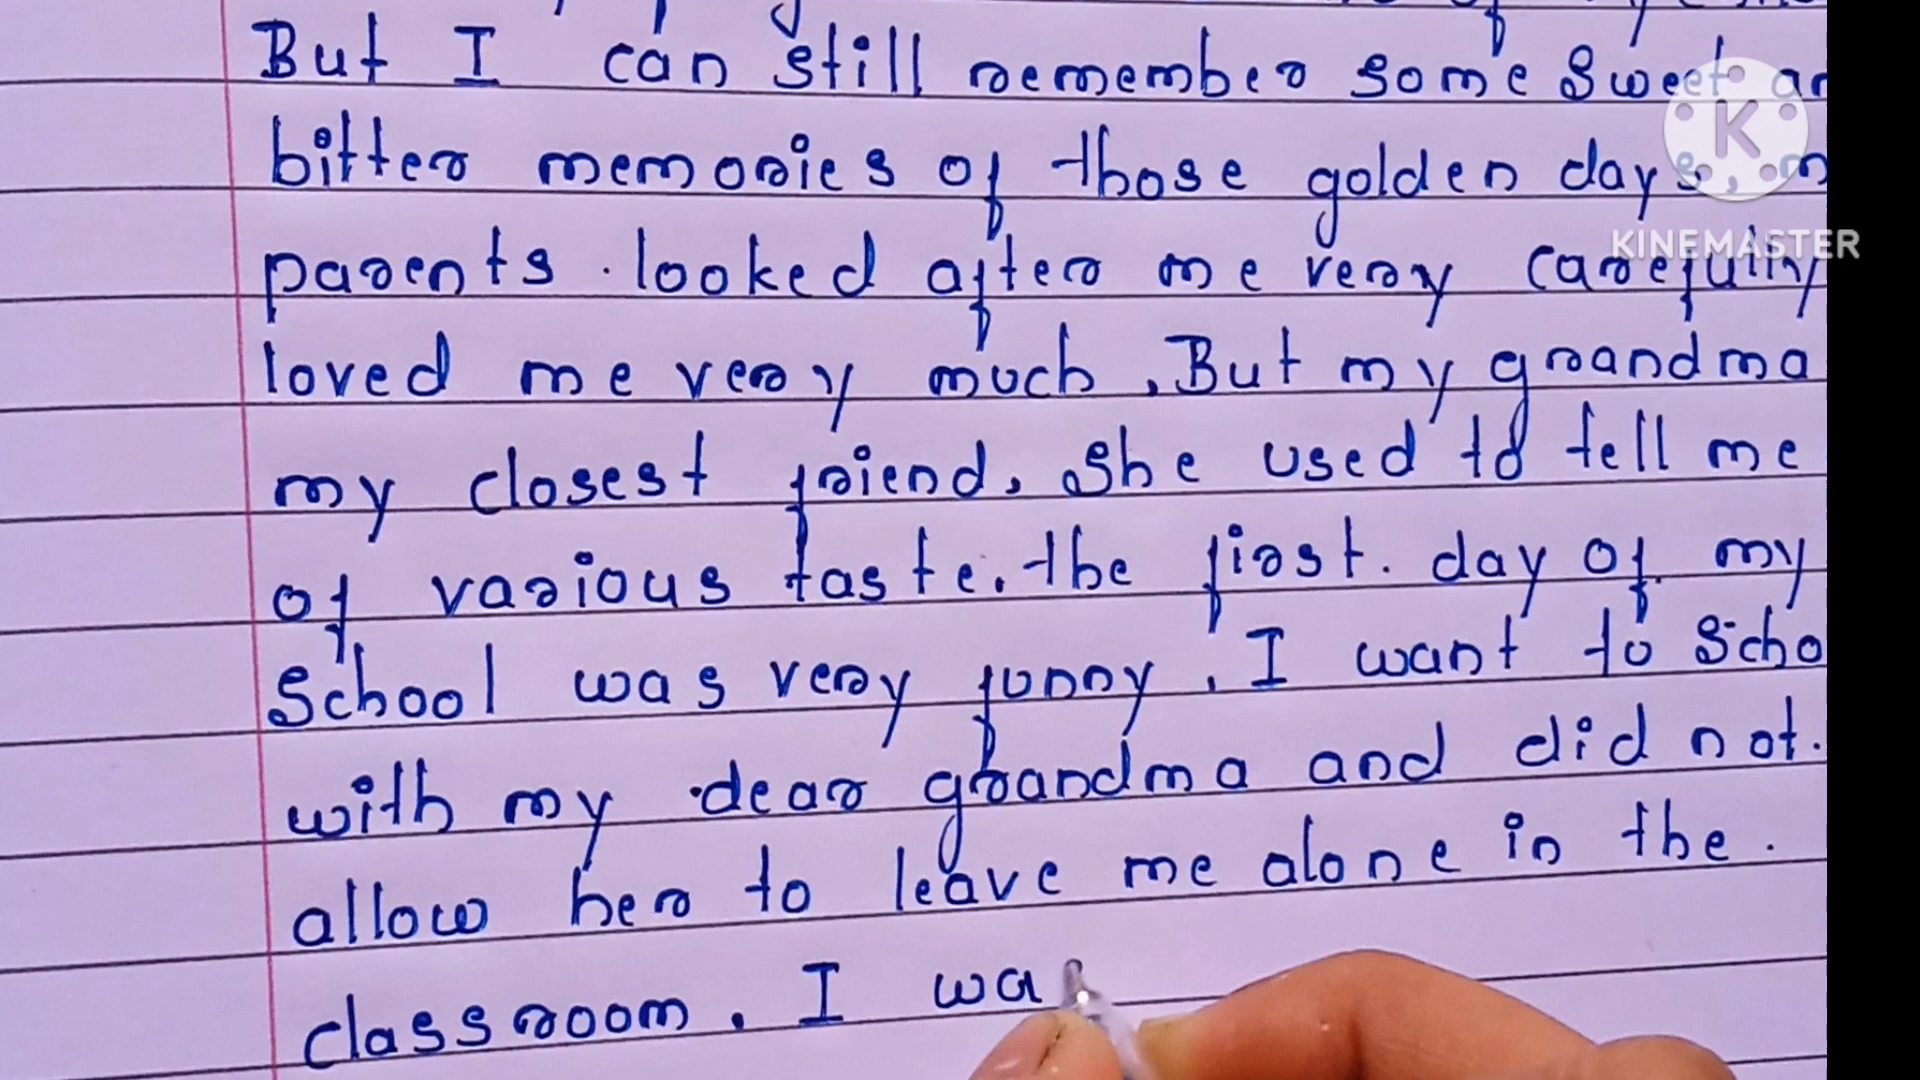 But I can still remember some sweet
bitter memories of those golden days,
parents looked after me very carefully
loved me very much, But my grandma
my closest friend. She used to tell me
of various taste. the first. day of my
School was very funny. I want to Scho
with my dear grandma and did not.
allow her to leave me alone in the.
classroom. I wa
K
KINEMASTER